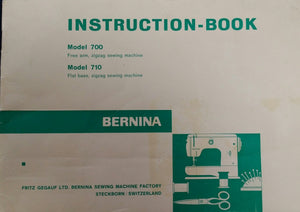 INSTRUCTION-BOOK
Model 700
Free arm, zigzag sewing machine
Model 710
Flat base, zigzag sewing machine
BERNINA
FRITZ GEGAUF LTD. BERNINA SEWING MACHINE FACTORY
STECKBORN / SWITZERLAND